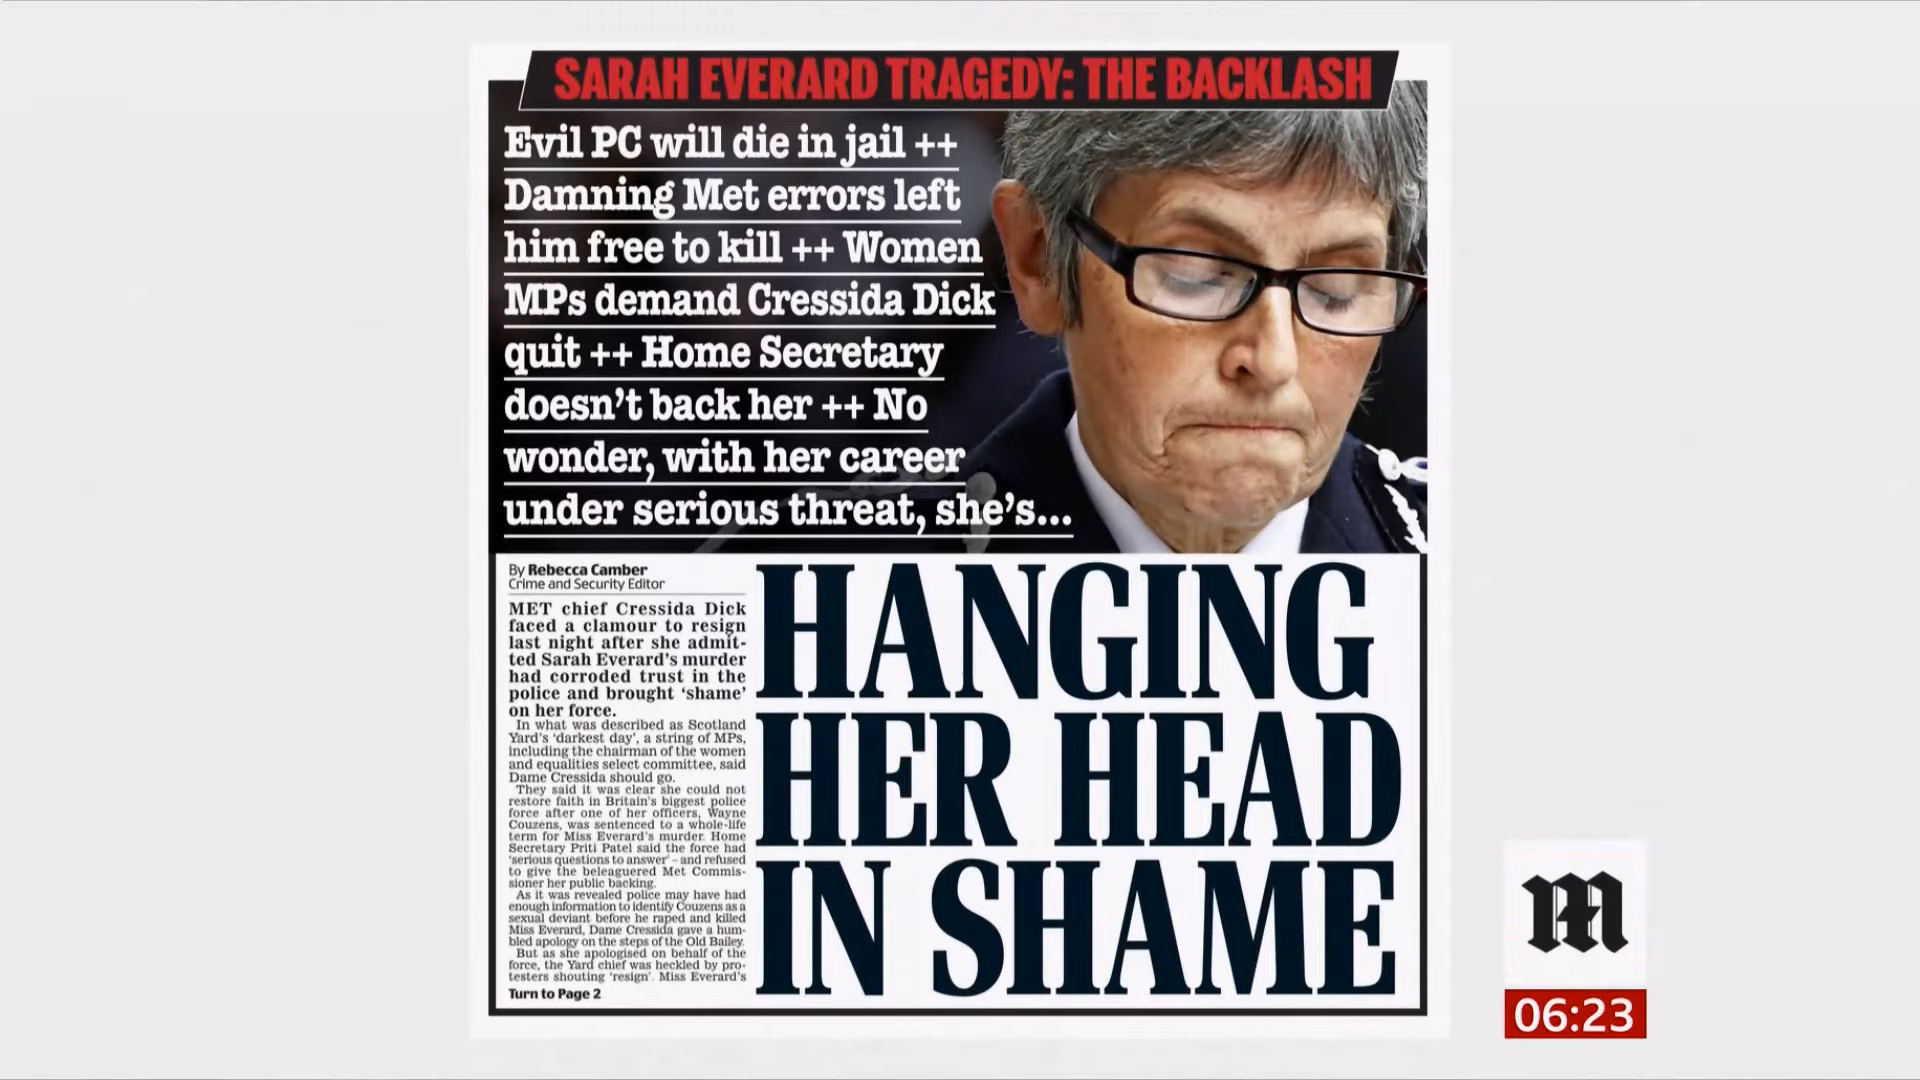 SARAH EVERARD TRAGEDY: THE BACKLASH
Evil PC will die in jail ++
Damning Met errors left
him free to kill ++ Women
MPs demand Cressida Dick
quit ++ Home Secretary
doesn't back her ++ No
wonder, with her career
under serious threat, she's...
By Rebecca Camber
Crime and Security Editor
MET chief Cressida Dick
faced a clamour to resign
last night after she admit-
ted Sarah Everard's murder
had corroded trust in the
police and brought 'shame'
on her force.
In what was described as Scotland
Yard's 'darkest day', a string of MPs,
including the chairman of the women
and equalities select committee, said
Dame Cressida should go.
They said it was clear she could not
restore faith in Britain's biggest police
force after one of her officers, Wayne
Couzens, was sentenced to a whole-life
term for Miss Everard's murder. Home
Secretary Priti Patel said the force had
'serious questions to answer' – and refused
to give the beleaguered Met Commis-
sioner her public backing.
As it was revealed police may have had
enough information to identify Couzens as a
sexual deviant before he raped and killed
Miss Everard, Dame Cressida gave a hum-
bled apology on the steps of the Old Bailey.
But as she apologised on behalf of the
force, the Yard chief was heckled by pro-
testers shouting 'resign'. Miss Everard's
Turn to Page 2
HANGING
HER HEAD
IN SHAME
M
06:23